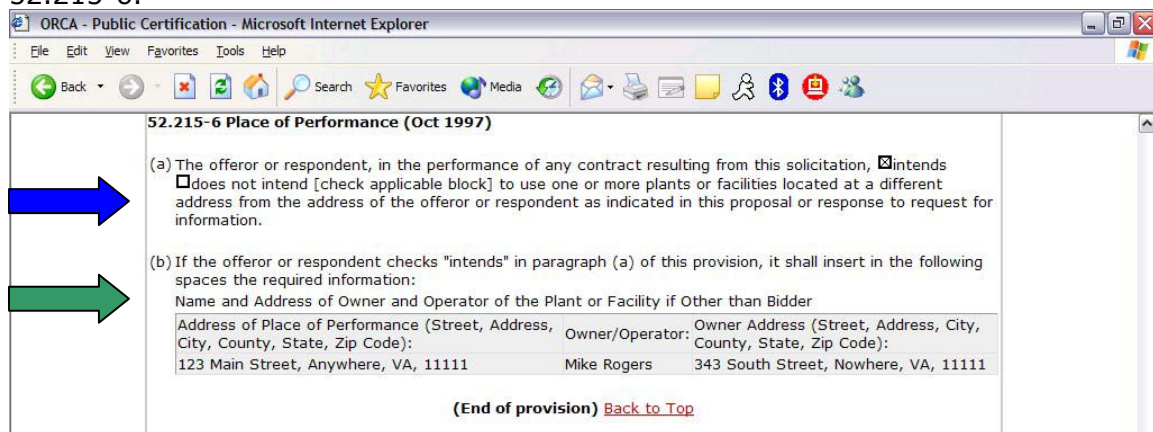 52.215-6.
ORCA - Public Certification - Microsoft Internet Explorer
File Edit View Favorites Tools Help
Back Search Favorites Media
52.215-6 Place of Performance (Oct 1997)
(a) The offeror or respondent, in the performance of any contract resulting from this solicitation, ☒intends
☐does not intend [check applicable block] to use one or more plants or facilities located at a different
address from the address of the offeror or respondent as indicated in this proposal or response to request for
information.
(b) If the offeror or respondent checks "intends" in paragraph (a) of this provision, it shall insert in the following
spaces the required information:
Name and Address of Owner and Operator of the Plant or Facility if Other than Bidder
Address of Place of Performance (Street, Address, City, County, State, Zip Code): Owner/Operator: Owner Address (Street, Address, City, County, State, Zip Code):
123 Main Street, Anywhere, VA, 11111 Mike Rogers 343 South Street, Nowhere, VA, 11111
(End of provision) Back to Top